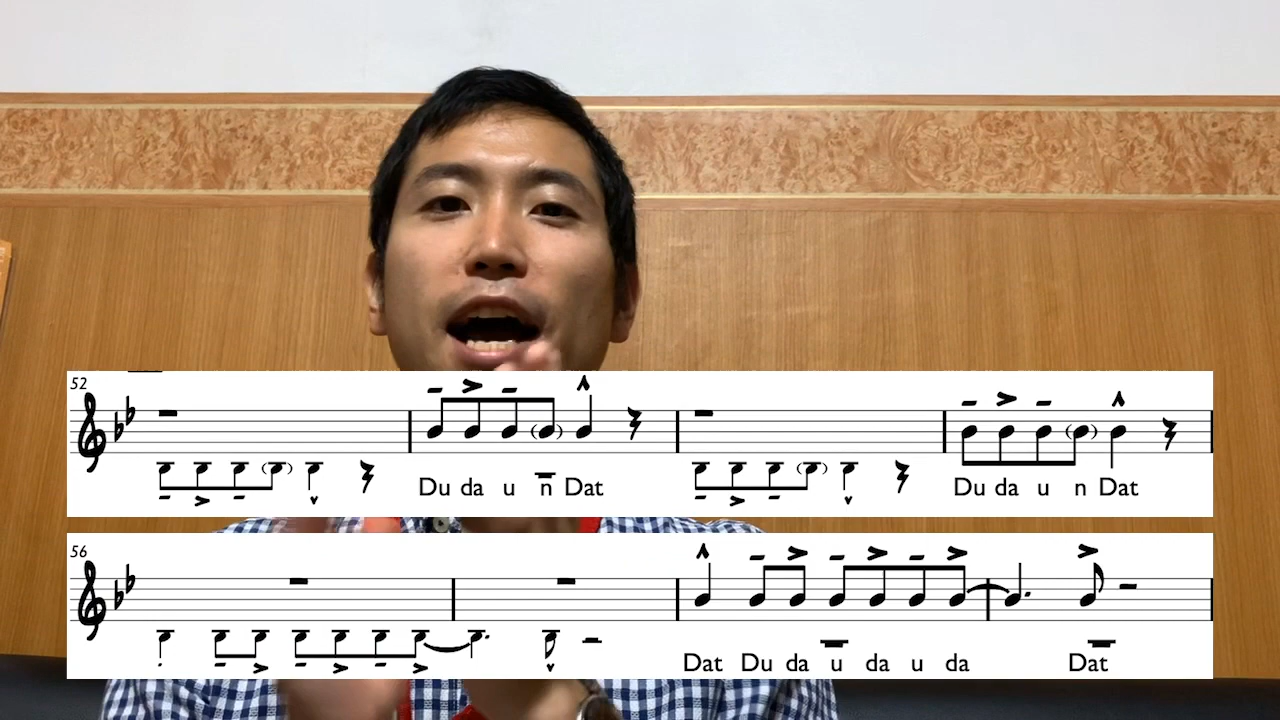 52
Du da u n Dat
Du da u n Dat
56
Dat Du da u da u da
Dat